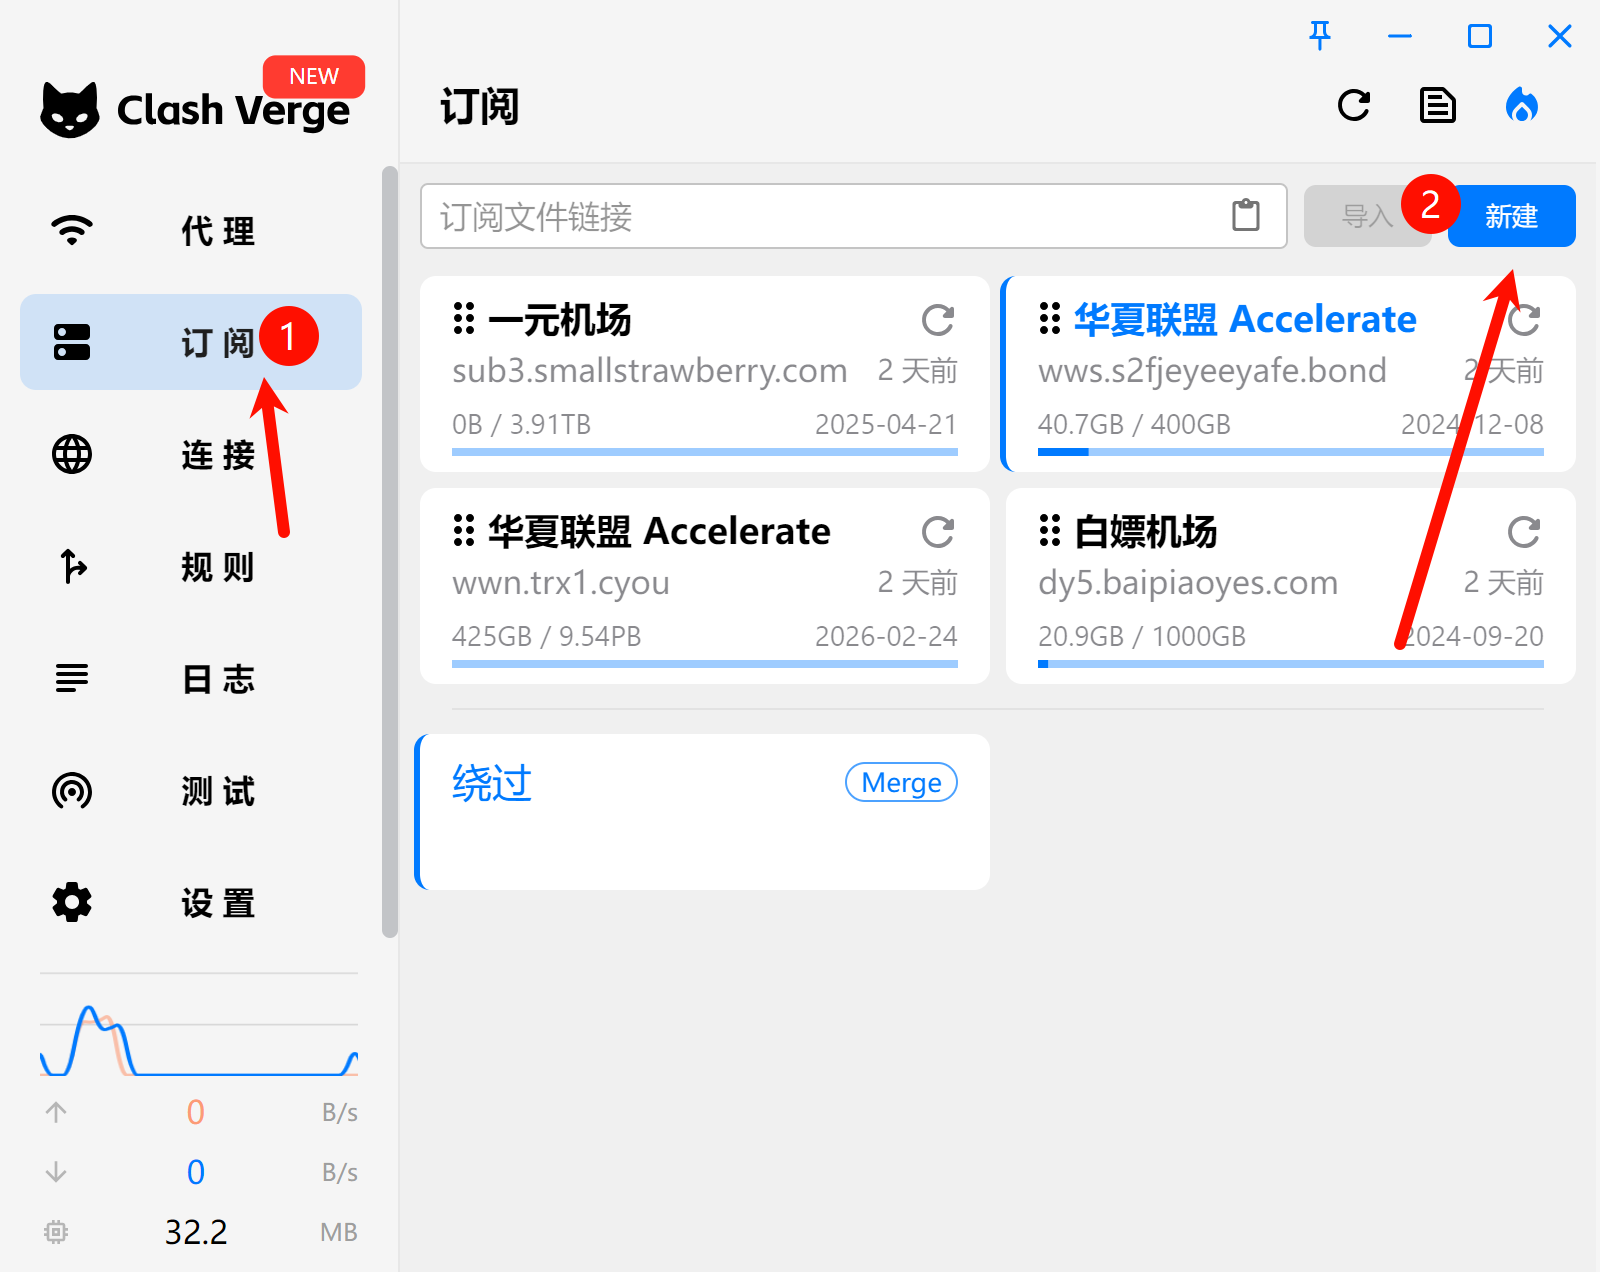 NEW
Clash Verge
代 理
订 阅
1
连 接
规 则
日 志
测 试
设 置
0 B/s
0 B/s
32.2 MB
订阅
订阅文件链接
导入
2
新建
一元机场
sub3.smallstrawberry.com 2 天前
0B / 3.91TB 2025-04-21
华夏联盟 Accelerate
wws.s2fjeyeeyafe.bond 2 天前
40.7GB / 400GB 2024-12-08
华夏联盟 Accelerate
wwn.trx1.cyou 2 天前
425GB / 9.54PB 2026-02-24
白嫖机场
dy5.baipiaoyes.com 2 天前
20.9GB / 1000GB 2024-09-20
绕过
Merge